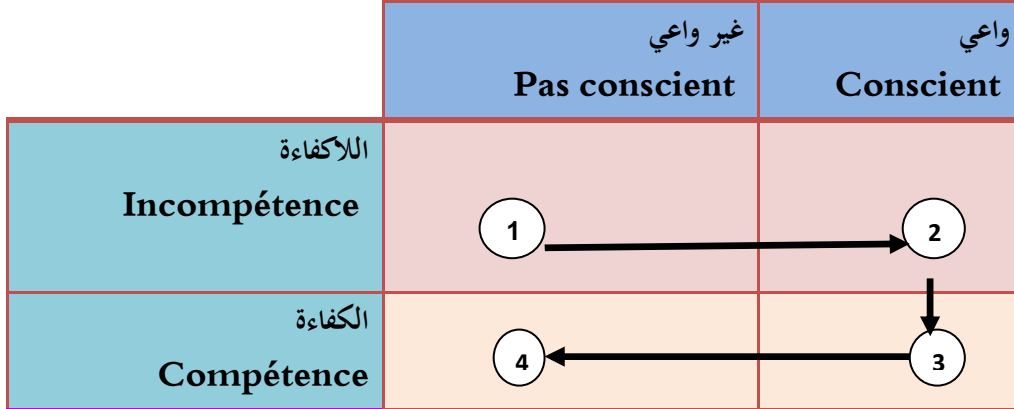 غير واعي
Pas conscient
واعي
Conscient
اللاكفاءة
Incompétence
1
2
الكفاءة
Compétence
4
3